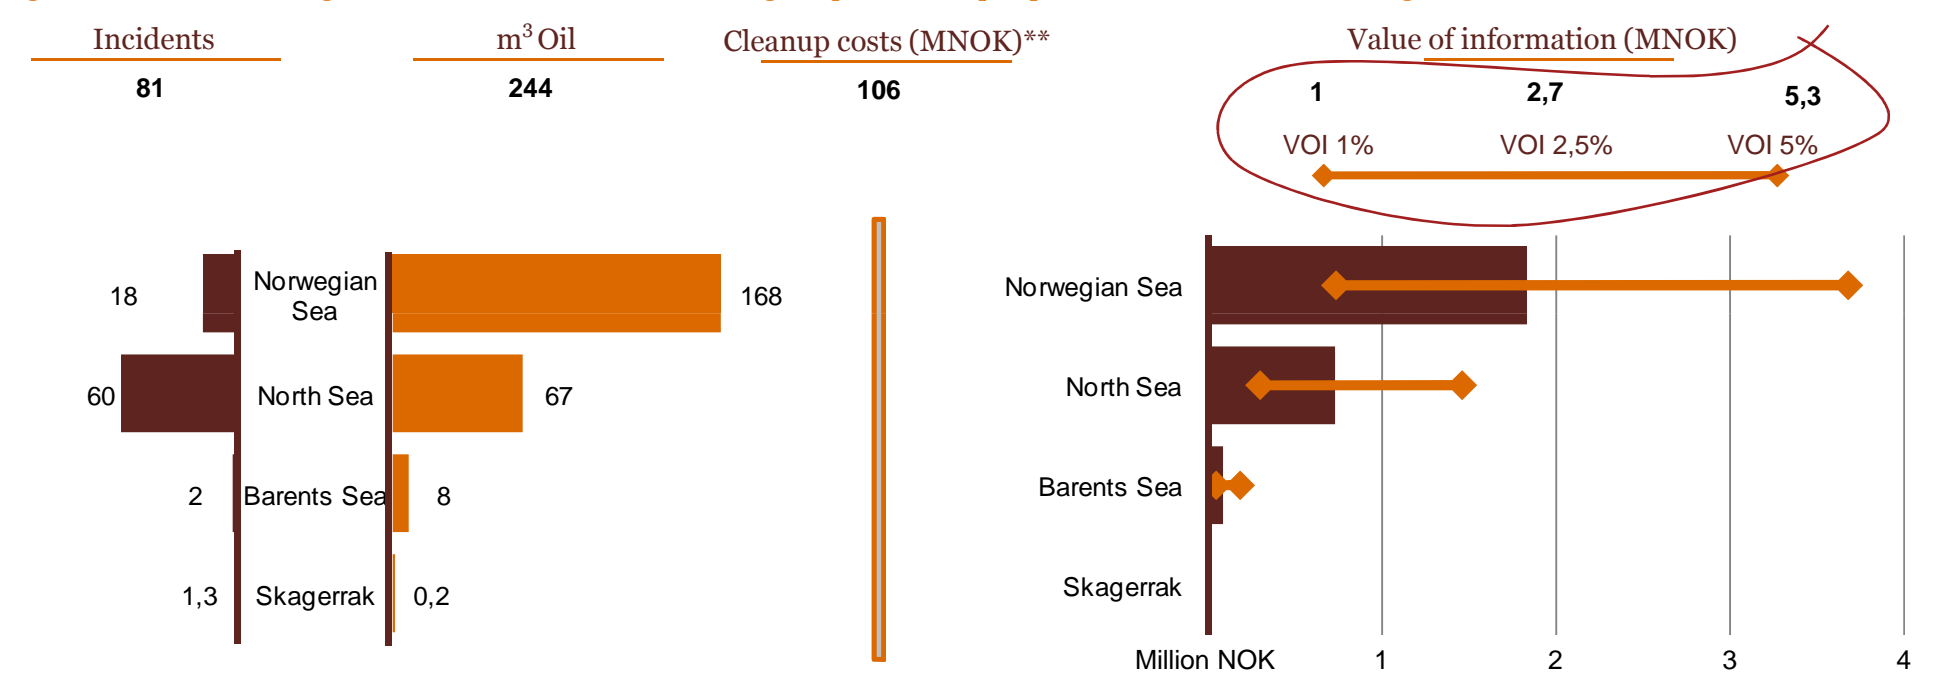 Incidents
m³ Oil
Cleanup costs (MNOK)**
Value of information (MNOK)
81
244
106
1
2,7
5,3
VOI 1%
VOI 2,5%
VOI 5%
18
Norwegian
Sea
168
60
North Sea
67
2
Barents Sea
8
1,3
Skagerrak
0,2
Norwegian Sea
North Sea
Barents Sea
Skagerrak
Million NOK
1
2
3
4